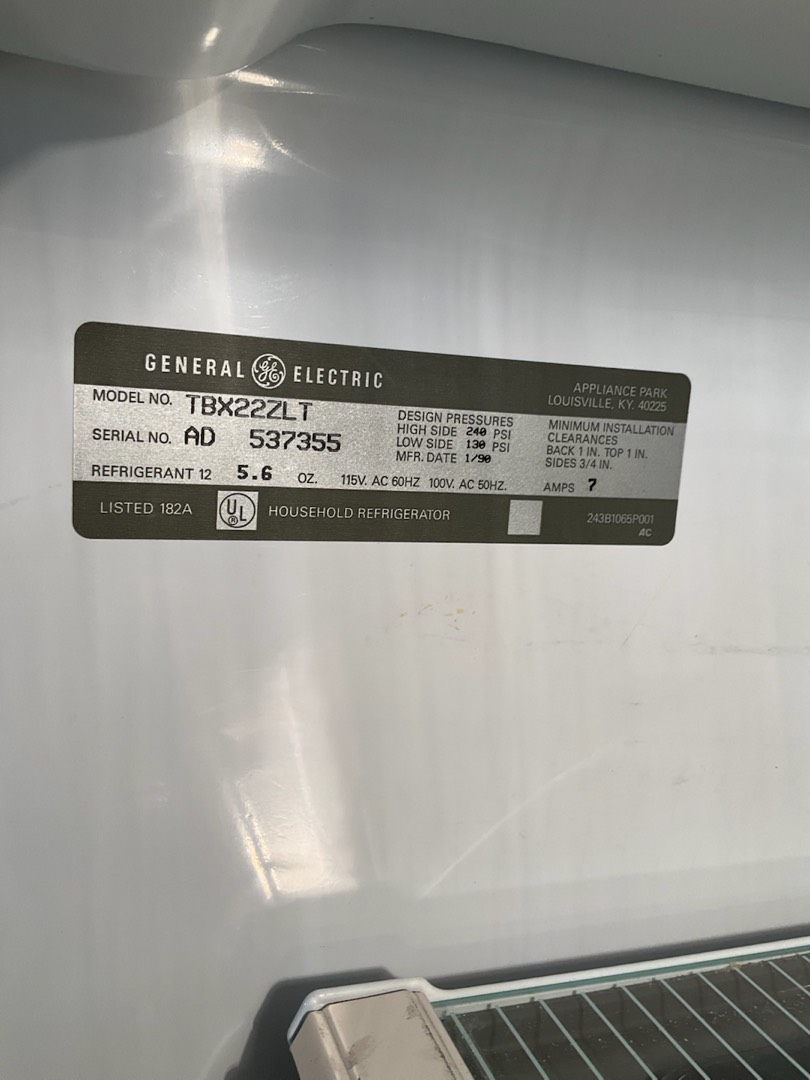 GENERAL GE ELECTRIC
APPLIANCE PARK
LOUISVILLE, KY. 40225
MODEL NO. TBX22ZLT
SERIAL NO. AD 537355
REFRIGERANT 12 5.6 OZ. 115V. AC 60HZ 100V. AC 50HZ.
DESIGN PRESSURES
HIGH SIDE 240 PSI
LOW SIDE 130 PSI
MFR. DATE 1/90
MINIMUM INSTALLATION
CLEARANCES
BACK 1 IN. TOP 1 IN.
SIDES 3/4 IN.
AMPS 7
LISTED 182A UL ® HOUSEHOLD REFRIGERATOR
243B1065P001
AC